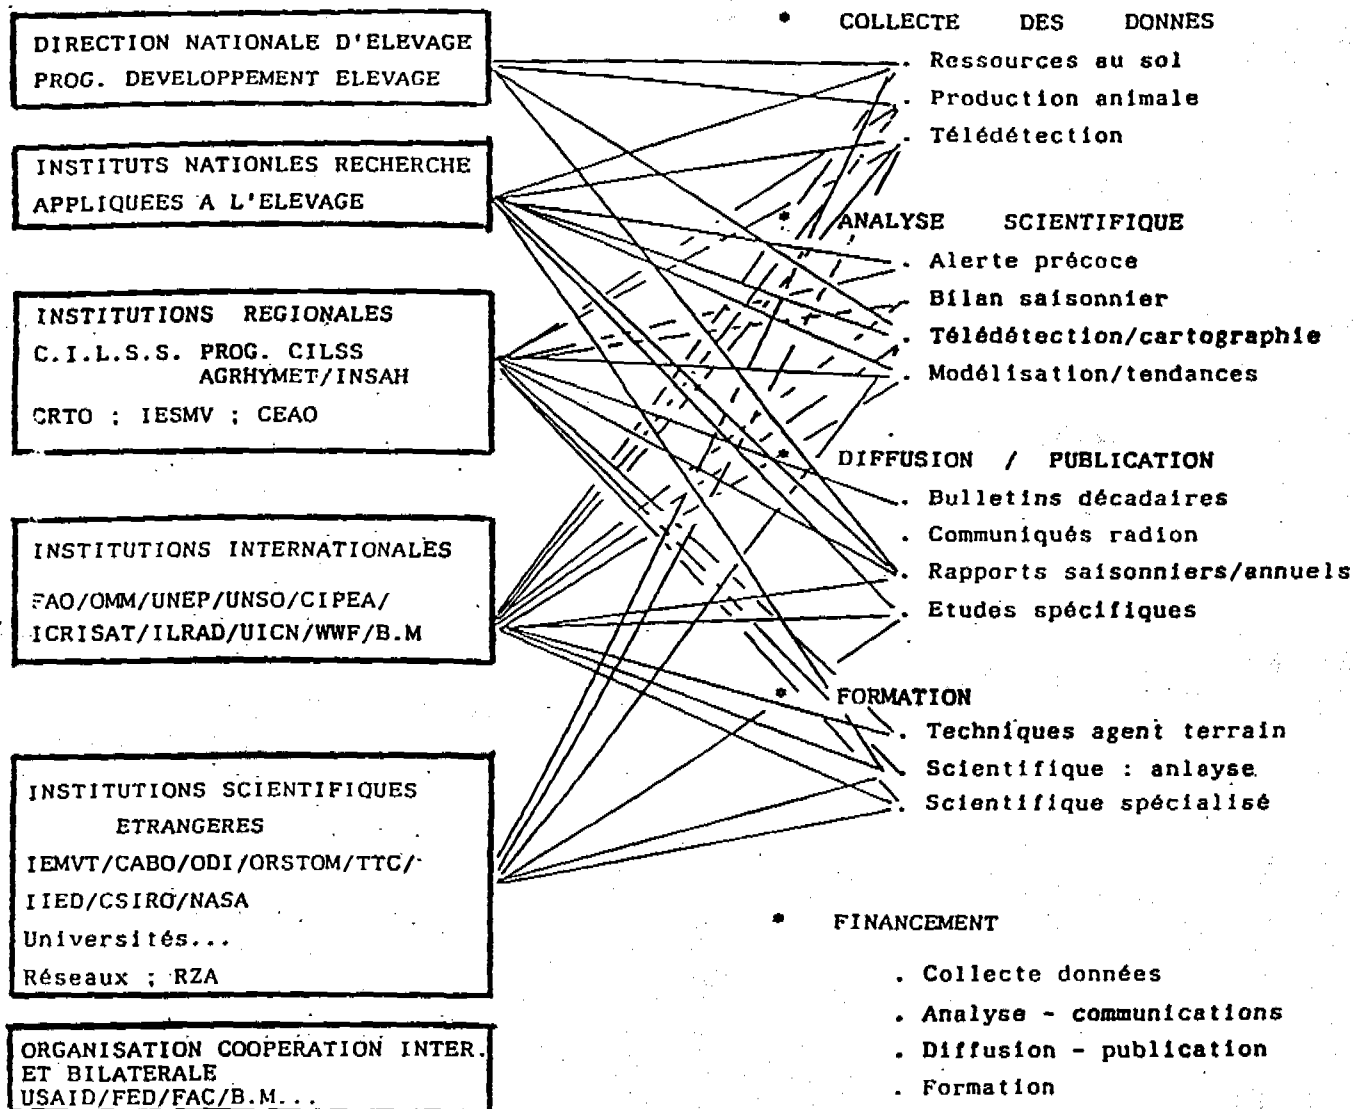 DIRECTION NATIONALE D'ELEVAGE
PROG. DEVELOPPEMENT ELEVAGE
INSTITUTS NATIONLES RECHERCHE
APPLIQUEES A L'ELEVAGE
INSTITUTIONS REGIONALES
C.I.L.S.S. PROG. CILSS
AGRHYMET/INSAH
CRTO ; IESMV ; CEAO
INSTITUTIONS INTERNATIONALES
FAO/OMM/UNEP/UNSO/CIPEA/
ICRISAT/ILRAD/UICN/WWF/B.M
INSTITUTIONS SCIENTIFIQUES
ETRANGERES
IEMVT/CABO/ODI/ORSTOM/TTC/
IIED/CSIRO/NASA
Universités...
Réseaux ; RZA
ORGANISATION COOPERATION INTER.
ET BILATERALE
USAID/FED/FAC/B.M...
* COLLECTE DES DONNES
. Ressources au sol
. Production animale
. Télédétection
* ANALYSE SCIENTIFIQUE
. Alerte précoce
. Bilan saisonnier
. Télédétection/cartographie
. Modélisation/tendances
* DIFFUSION / PUBLICATION
. Bulletins décadaires
. Communiqués radion
. Rapports saisonniers/annuels
. Etudes spécifiques
* FORMATION
. Techniques agent terrain
. Scientifique : anlayse
. Scientifique spécialisé
* FINANCEMENT
. Collecte données
. Analyse - communications
. Diffusion - publication
. Formation